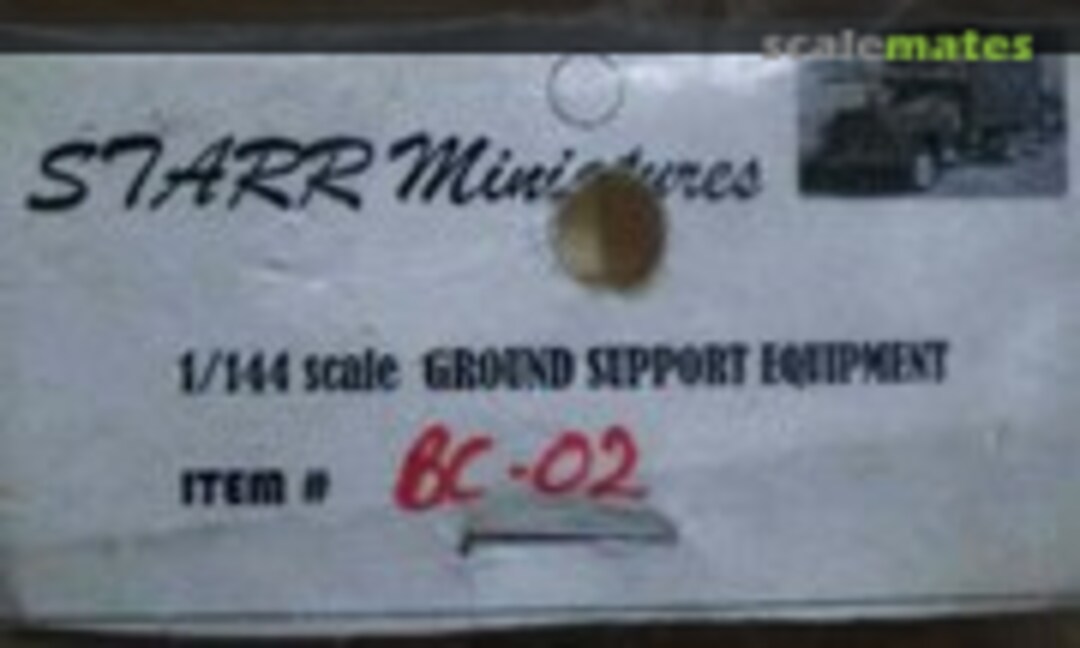 scalemates
STARR Miniatures
1/144 scale GROUND SUPPORT EQUIPMENT
ITEM # BC-02